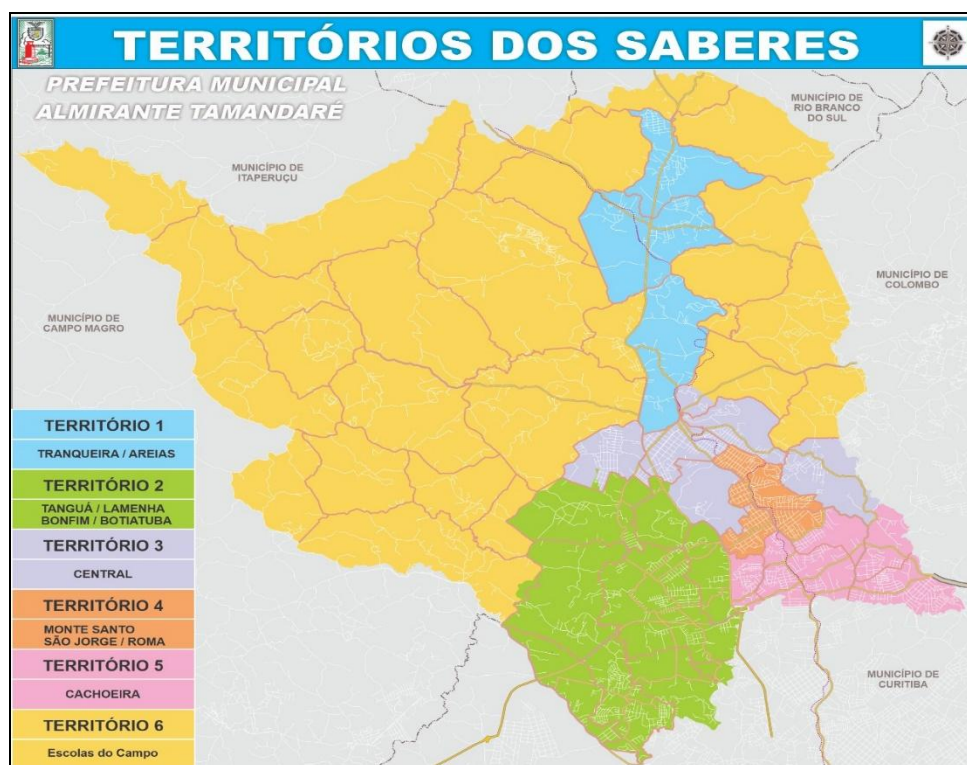 TERRITÓRIOS DOS SABERES
PREFEITURA MUNICIPAL
ALMIRANTE TAMANDARÉ
MUNICÍPIO DE
RIO BRANCO
DO SUL
MUNICÍPIO DE
ITAPERUÇU
MUNICÍPIO DE
COLOMBO
MUNICÍPIO DE
CAMPO MAGRO
TERRITÓRIO 1
TRANQUEIRA / AREIAS
TERRITÓRIO 2
TANGUÁ / LAMENHA
BONFIM / BOTIATUBA
TERRITÓRIO 3
CENTRAL
TERRITÓRIO 4
MONTE SANTO
SÃO JORGE / ROMA
TERRITÓRIO 5
CACHOEIRA
TERRITÓRIO 6
Escolas do Campo
MUNICÍPIO DE
CURITIBA